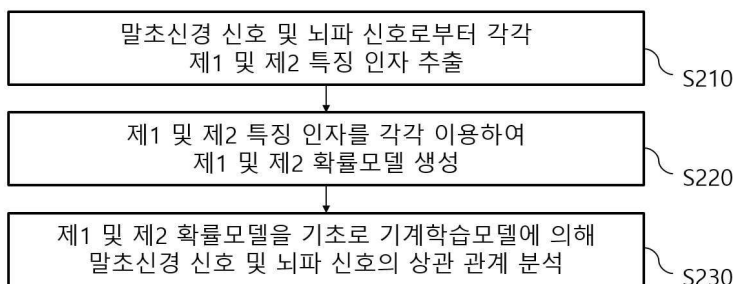 말초신경 신호 및 뇌파 신호로부터 각각
제1 및 제2 특징 인자 추출
S210
제1 및 제2 특징 인자를 각각 이용하여
제1 및 제2 확률모델 생성
S220
제1 및 제2 확률모델을 기초로 기계학습모델에 의해
말초신경 신호 및 뇌파 신호의 상관 관계 분석
S230